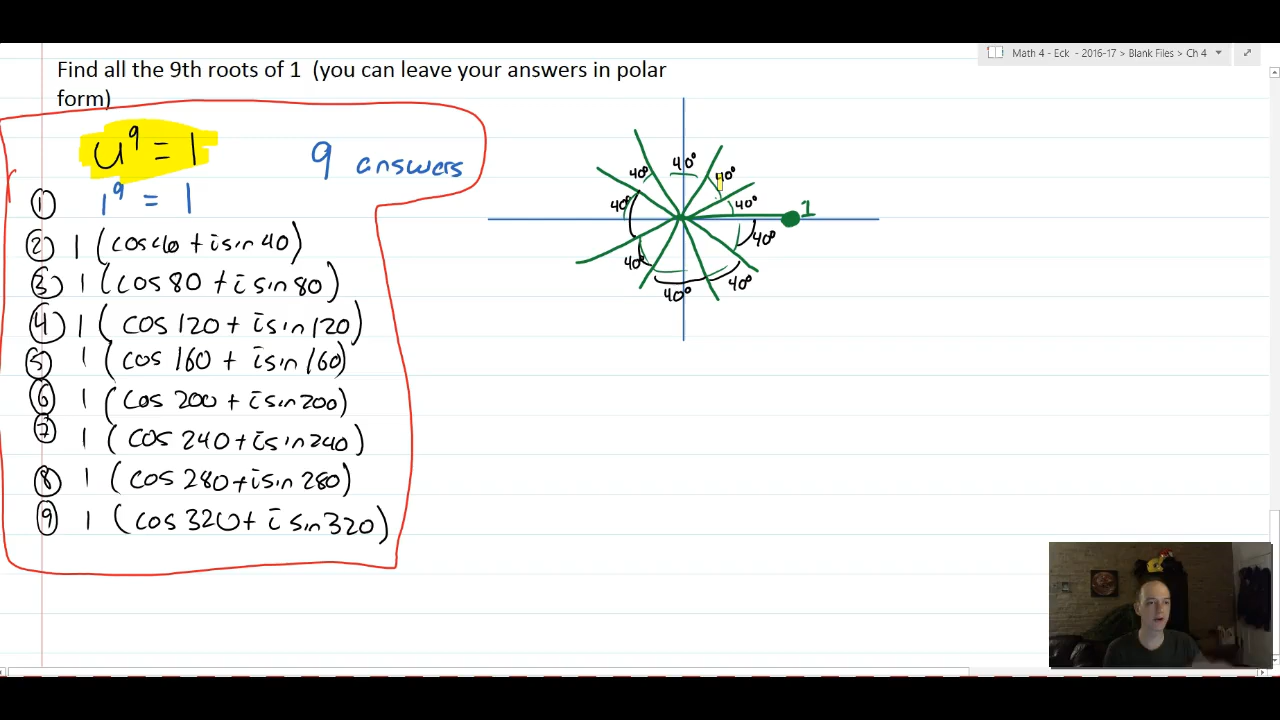 Math 4 - Eck - 2016-17 > Blank Files > Ch 4
Find all the 9th roots of 1 (you can leave your answers in polar
form)
u⁹ = 1
9 answers
① 1⁹ = 1
② 1 (cos 40 + i sin 40)
③ 1 (cos 80 + i sin 80)
④ 1 (cos 120 + i sin 120)
⑤ 1 (cos 160 + i sin 160)
⑥ 1 (cos 200 + i sin 200)
⑦ 1 (cos 240 + i sin 240)
⑧ 1 (cos 280 + i sin 280)
⑨ 1 (cos 320 + i sin 320)
40°
40°
40°
40°
40°
1
40°
40°
40°
40°